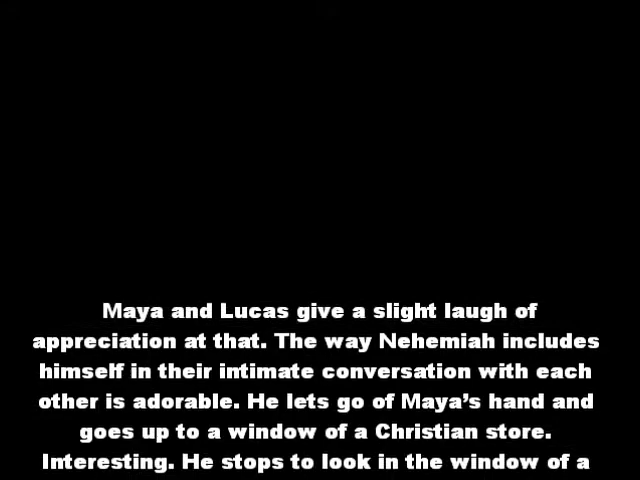 Maya and Lucas give a slight laugh of
appreciation at that. The way Nehemiah includes
himself in their intimate conversation with each
other is adorable. He lets go of Maya’s hand and
goes up to a window of a Christian store.
Interesting. He stops to look in the window of a